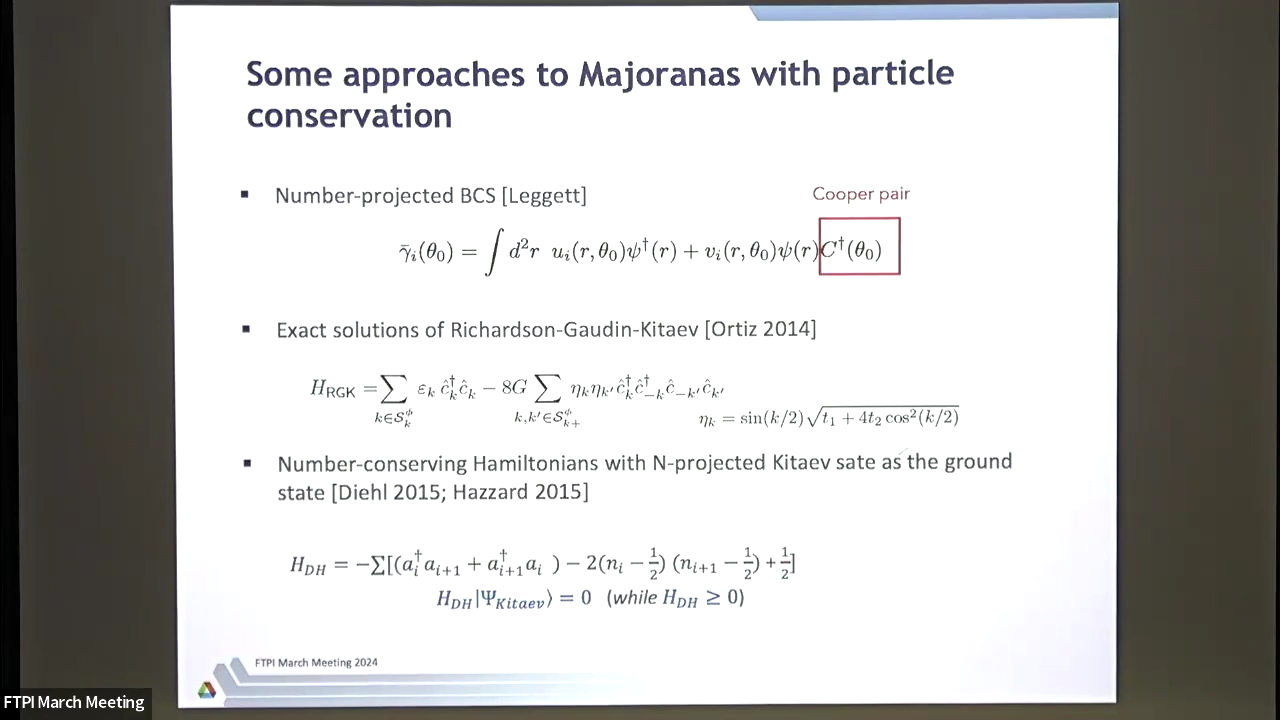 Some approaches to Majoranas with particle
conservation
▪ Number-projected BCS [Leggett]
Cooper pair
γ̄ᵢ(θ₀) = ∫ d²r uᵢ(r, θ₀)ψ†(r) + vᵢ(r, θ₀)ψ(r)C†(θ₀)
▪ Exact solutions of Richardson-Gaudin-Kitaev [Ortiz 2014]
H_RGK = ∑_{k∈S_k^ϕ} ε_k ĉ_k^† ĉ_k − 8G ∑_{k,k′∈S_{k+}^ϕ} η_k η_{k′} ĉ_k^† ĉ_{−k}^† ĉ_{−k′} ĉ_{k′}
η_k = sin(k/2)√(t₁ + 4t₂ cos²(k/2))
▪ Number-conserving Hamiltonians with N-projected Kitaev sate as the ground
state [Diehl 2015; Hazzard 2015]
H_DH = −∑[(a_i^† a_{i+1} + a_{i+1}^† a_i ) − 2(n_i − 1/2) (n_{i+1} − 1/2) + 1/2]
H_DH|Ψ_Kitaev⟩ = 0 (while H_DH ≥ 0)
FTPI March Meeting 2024
FTPI March Meeting